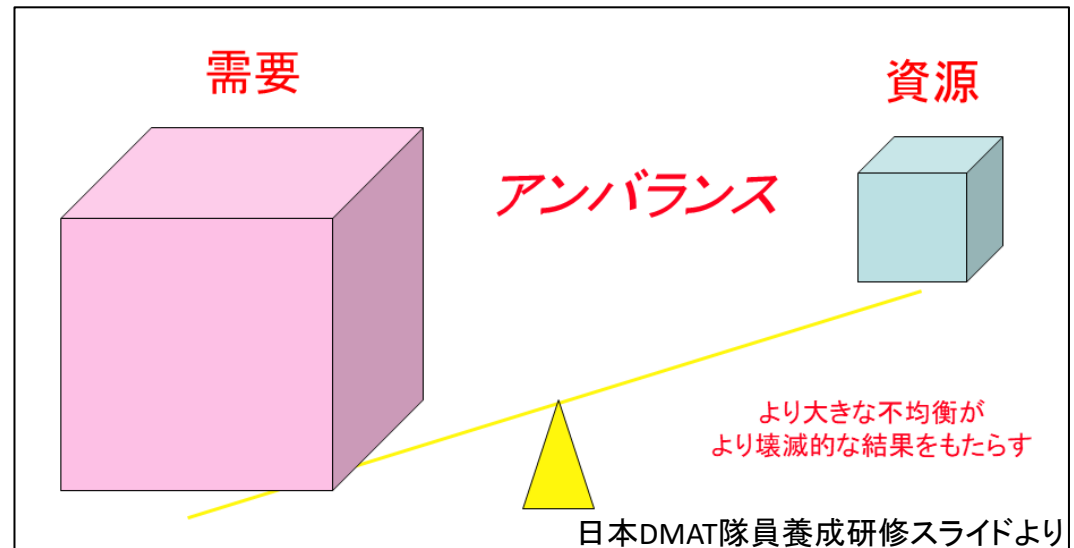 需要
資源
アンバランス
より大きな不均衡が
より壊滅的な結果をもたらす
日本DMAT隊員養成研修スライドより